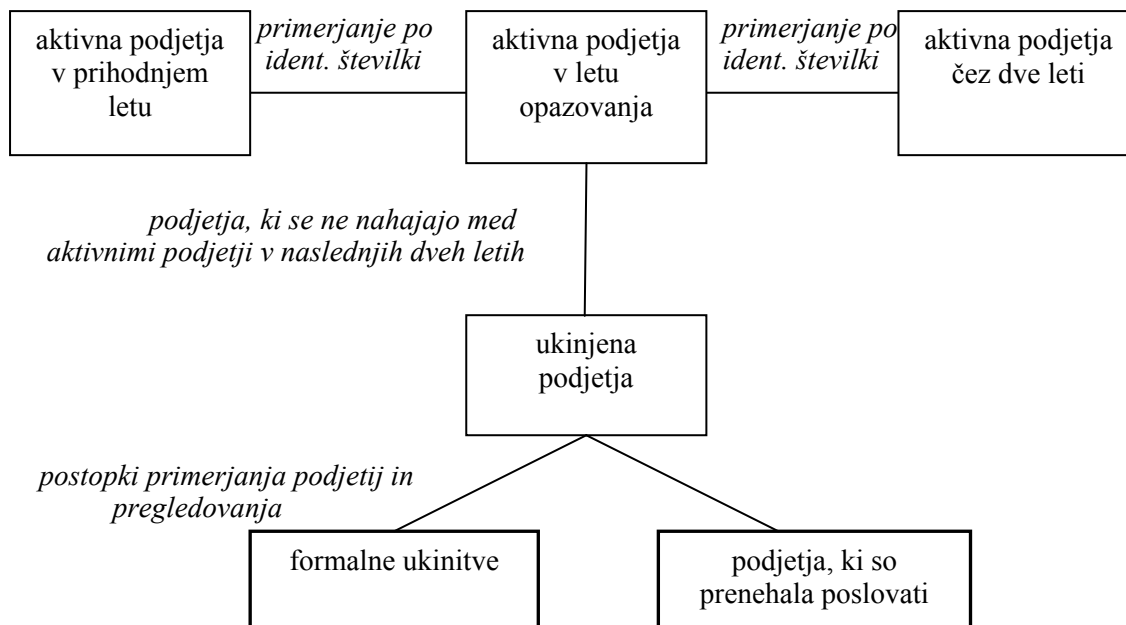 aktivna podjetja
v prihodnjem
letu
primerjanje po
ident. številki
aktivna podjetja
v letu
opazovanja
primerjanje po
ident. številki
aktivna podjetja
čez dve leti
podjetja, ki se ne nahajajo med
aktivnimi podjetji v naslednjih dveh letih
ukinjena
podjetja
postopki primerjanja podjetij in
pregledovanja
formalne ukinitve
podjetja, ki so
prenehala poslovati